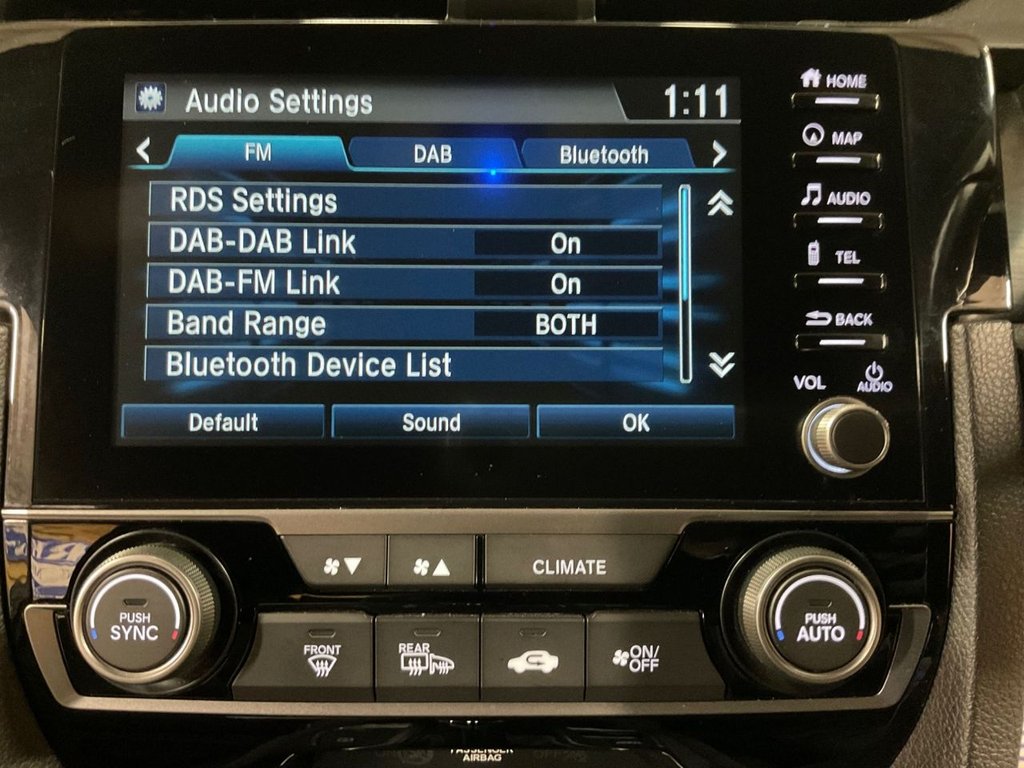 Audio Settings
1:11
FM
DAB
Bluetooth
RDS Settings
DAB-DAB Link
On
DAB-FM Link
On
Band Range
BOTH
Bluetooth Device List
Default
Sound
OK
HOME
MAP
AUDIO
TEL
BACK
VOL
AUDIO
CLIMATE
PUSH
SYNC
FRONT
REAR
ON/
OFF
PUSH
AUTO
PASSENGER
AIRBAG